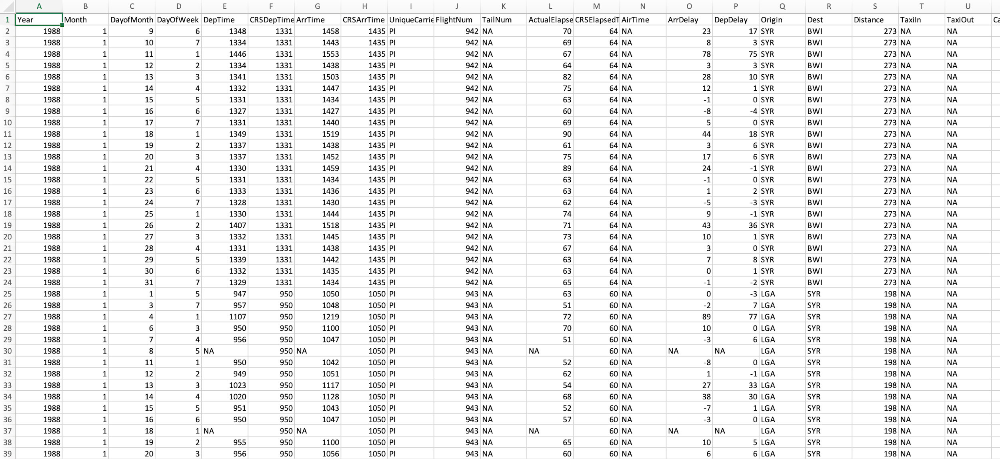 A B C D E F G H I J K L M N O P Q R S T U
1 Year Month DayofMonth DayOfWeek DepTime CRSDepTime ArrTime CRSArrTime UniqueCarrie FlightNum TailNum ActualElapse CRSElapsedT AirTime ArrDelay DepDelay Origin Dest Distance TaxiIn TaxiOut Ca
2 1988 1 9 6 1348 1331 1458 1435 PI 942 NA 70 64 NA 23 17 SYR BWI 273 NA NA
3 1988 1 10 7 1334 1331 1443 1435 PI 942 NA 69 64 NA 8 3 SYR BWI 273 NA NA
4 1988 1 11 1 1446 1331 1553 1435 PI 942 NA 67 64 NA 78 75 SYR BWI 273 NA NA
5 1988 1 12 2 1334 1331 1438 1435 PI 942 NA 64 64 NA 3 3 SYR BWI 273 NA NA
6 1988 1 13 3 1341 1331 1503 1435 PI 942 NA 82 64 NA 28 10 SYR BWI 273 NA NA
7 1988 1 14 4 1332 1331 1447 1435 PI 942 NA 75 64 NA 12 1 SYR BWI 273 NA NA
8 1988 1 15 5 1331 1331 1434 1435 PI 942 NA 63 64 NA -1 0 SYR BWI 273 NA NA
9 1988 1 16 6 1327 1331 1427 1435 PI 942 NA 60 64 NA -8 -4 SYR BWI 273 NA NA
10 1988 1 17 7 1331 1331 1440 1435 PI 942 NA 69 64 NA 5 0 SYR BWI 273 NA NA
11 1988 1 18 1 1349 1331 1519 1435 PI 942 NA 90 64 NA 44 18 SYR BWI 273 NA NA
12 1988 1 19 2 1337 1331 1438 1435 PI 942 NA 61 64 NA 3 6 SYR BWI 273 NA NA
13 1988 1 20 3 1337 1331 1452 1435 PI 942 NA 75 64 NA 17 6 SYR BWI 273 NA NA
14 1988 1 21 4 1330 1331 1459 1435 PI 942 NA 89 64 NA 24 -1 SYR BWI 273 NA NA
15 1988 1 22 5 1331 1331 1434 1435 PI 942 NA 63 64 NA -1 0 SYR BWI 273 NA NA
16 1988 1 23 6 1333 1331 1436 1435 PI 942 NA 63 64 NA 1 2 SYR BWI 273 NA NA
17 1988 1 24 7 1328 1331 1430 1435 PI 942 NA 62 64 NA -5 -3 SYR BWI 273 NA NA
18 1988 1 25 1 1330 1331 1444 1435 PI 942 NA 74 64 NA 9 -1 SYR BWI 273 NA NA
19 1988 1 26 2 1407 1331 1518 1435 PI 942 NA 71 64 NA 43 36 SYR BWI 273 NA NA
20 1988 1 27 3 1332 1331 1445 1435 PI 942 NA 73 64 NA 10 1 SYR BWI 273 NA NA
21 1988 1 28 4 1331 1331 1438 1435 PI 942 NA 67 64 NA 3 0 SYR BWI 273 NA NA
22 1988 1 29 5 1339 1331 1442 1435 PI 942 NA 63 64 NA 7 8 SYR BWI 273 NA NA
23 1988 1 30 6 1332 1331 1435 1435 PI 942 NA 63 64 NA 0 1 SYR BWI 273 NA NA
24 1988 1 31 7 1329 1331 1434 1435 PI 942 NA 65 64 NA -1 -2 SYR BWI 273 NA NA
25 1988 1 1 5 947 950 1050 1050 PI 943 NA 63 60 NA 0 -3 LGA SYR 198 NA NA
26 1988 1 3 7 957 950 1048 1050 PI 943 NA 51 60 NA -2 7 LGA SYR 198 NA NA
27 1988 1 4 1 1107 950 1219 1050 PI 943 NA 72 60 NA 89 77 LGA SYR 198 NA NA
28 1988 1 6 3 950 950 1100 1050 PI 943 NA 70 60 NA 10 0 LGA SYR 198 NA NA
29 1988 1 7 4 956 950 1047 1050 PI 943 NA 51 60 NA -3 6 LGA SYR 198 NA NA
30 1988 1 8 5 NA 950 NA 1050 PI 943 NA NA 60 NA NA NA LGA SYR 198 NA NA
31 1988 1 11 1 950 950 1042 1050 PI 943 NA 52 60 NA -8 0 LGA SYR 198 NA NA
32 1988 1 12 2 949 950 1051 1050 PI 943 NA 62 60 NA 1 -1 LGA SYR 198 NA NA
33 1988 1 13 3 1023 950 1117 1050 PI 943 NA 54 60 NA 27 33 LGA SYR 198 NA NA
34 1988 1 14 4 1020 950 1128 1050 PI 943 NA 68 60 NA 38 30 LGA SYR 198 NA NA
35 1988 1 15 5 951 950 1043 1050 PI 943 NA 52 60 NA -7 1 LGA SYR 198 NA NA
36 1988 1 16 6 950 950 1047 1050 PI 943 NA 57 60 NA -3 0 LGA SYR 198 NA NA
37 1988 1 18 1 NA 950 NA 1050 PI 943 NA NA 60 NA NA NA LGA SYR 198 NA NA
38 1988 1 19 2 955 950 1100 1050 PI 943 NA 65 60 NA 10 5 LGA SYR 198 NA NA
39 1988 1 20 3 956 950 1056 1050 PI 943 NA 60 60 NA 6 6 LGA SYR 198 NA NA